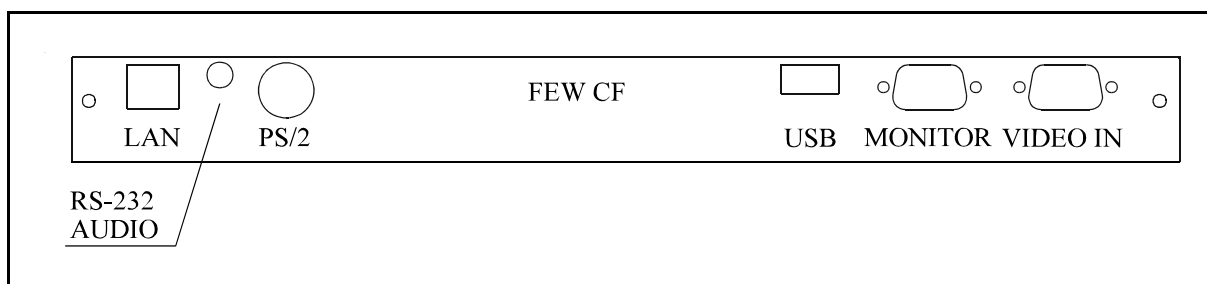 FEW CF
LAN
PS/2
USB
MONITOR
VIDEO IN
RS-232
AUDIO